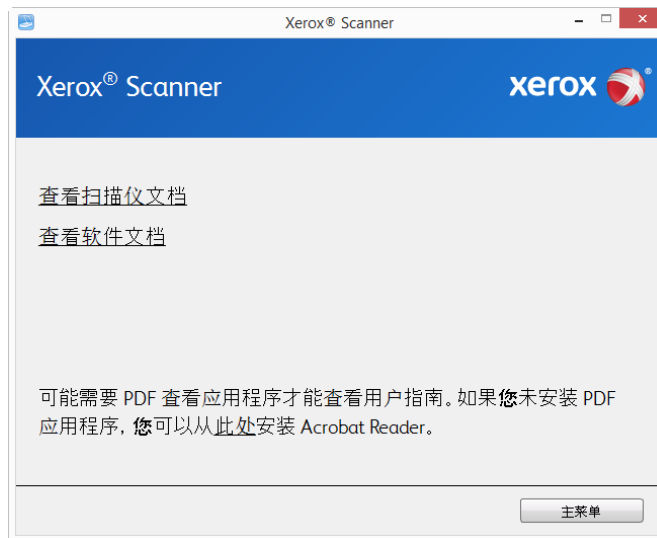 Xerox® Scanner
Xerox® Scanner
xerox ®
查看扫描仪文档
查看软件文档
可能需要 PDF 查看应用程序才能查看用户指南。如果您未安装 PDF
应用程序，您可以从此处安装 Acrobat Reader。
主菜单